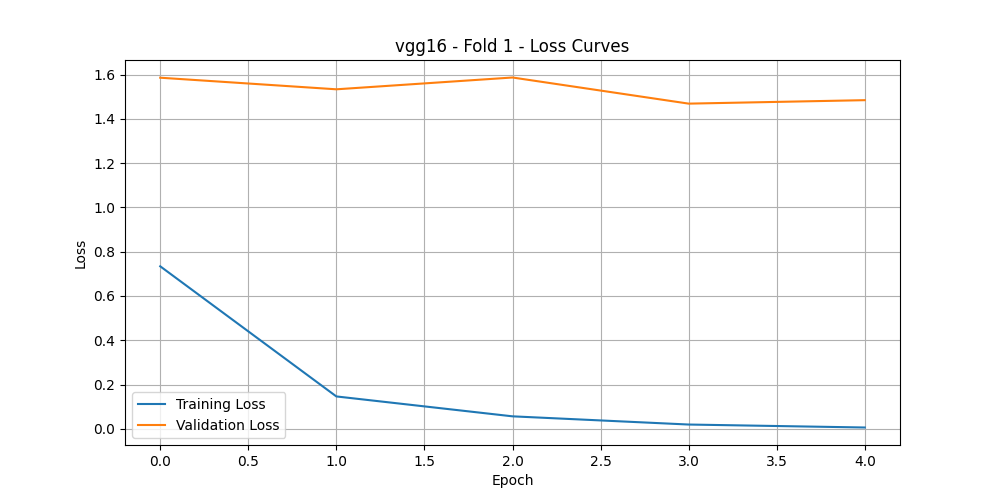 vgg16 - Fold 1 - Loss Curves
1.6
1.4
1.2
1.0
0.8
0.6
0.4
0.2
0.0
Loss
Training Loss
Validation Loss
0.0 0.5 1.0 1.5 2.0 2.5 3.0 3.5 4.0
Epoch